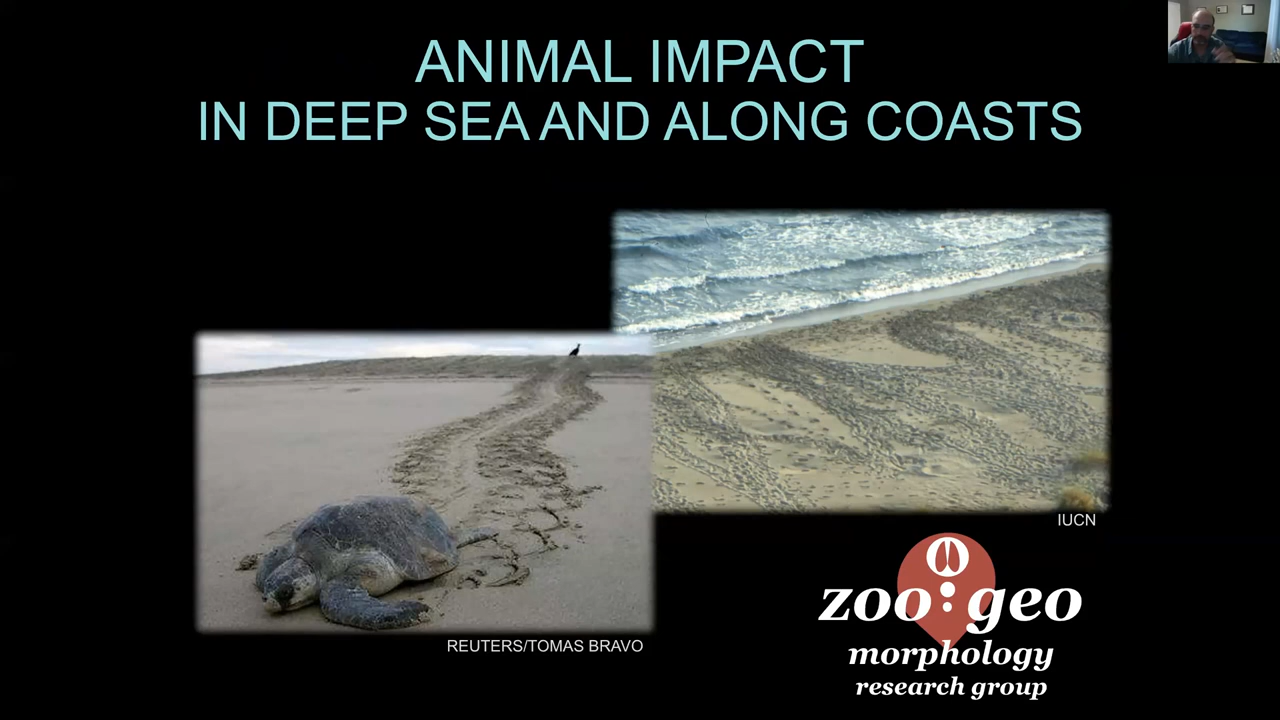 ANIMAL IMPACT
IN DEEP SEA AND ALONG COASTS
IUCN
REUTERS/TOMAS BRAVO
zoo geo
morphology
research group